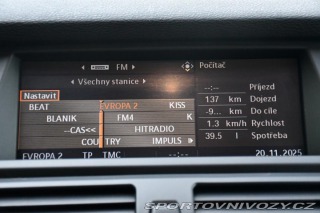 FM
Počítač
Všechny stanice
Nastavit
BEAT EVROPA 2 KISS
BLANIK FM4 K
--CAS<< HITRADIO
COU TRY IMPULS
--:-- Příjezd
137 km Dojezd
-9... km Do cíle
1.3 km/h Rychlost
39.5 l Spotřeba
EVROPA 2 TP TMC
20.11.2025
SPORTOVNIVOZY.CZ